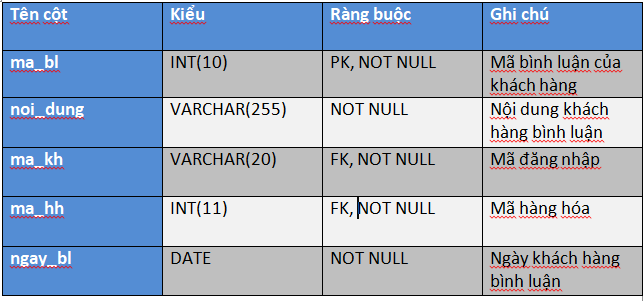 Tên cột Kiểu Ràng buộc Ghi chú
ma_bl INT(10) PK, NOT NULL Mã bình luận của
khách hàng
noi_dung VARCHAR(255) NOT NULL Nội dung khách
hàng bình luận
ma_kh VARCHAR(20) FK, NOT NULL Mã đăng nhập
ma_hh INT(11) FK, NOT NULL Mã hàng hóa
ngay_bl DATE NOT NULL Ngày khách hàng
bình luận